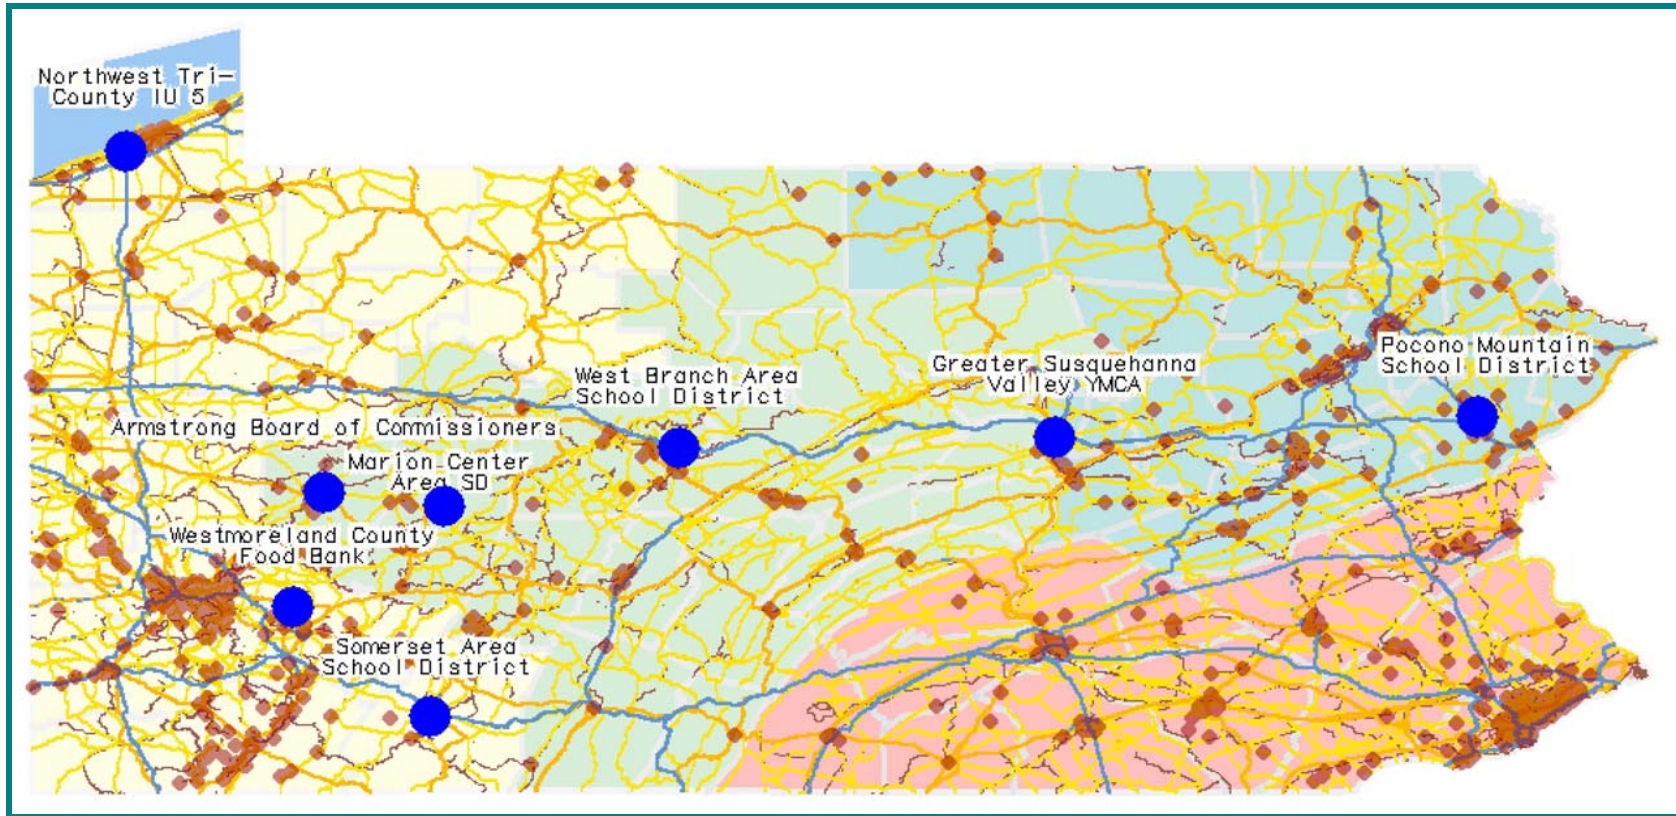 Northwest Tri-
County IU 5
Pocono Mountain
School District
Greater Susquehanna
Valley YMCA
West Branch Area
School District
Armstrong Board of Commissioners
Marion Center
Area SD
Westmoreland County
Food Bank
Somerset Area
School District